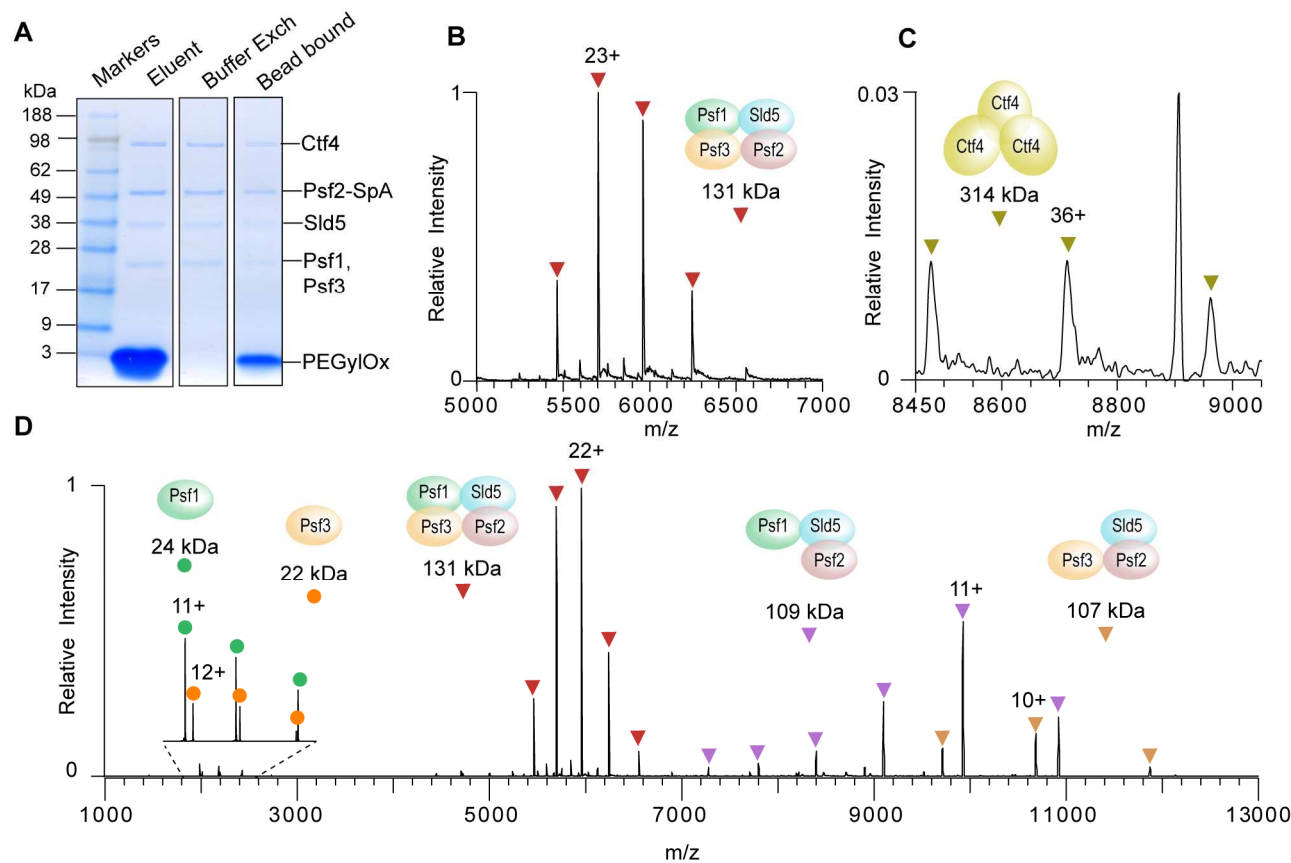 A
Markers
Eluent
Buffer Exch
Bead bound
kDa
188
98
62
49
38
28
17
9
3
Ctf4
Psf2-SpA
Sld5
Psf1,
Psf3
PEGylOx
B
23+
1
0
Relative Intensity
Psf1 Sld5
Psf3 Psf2
131 kDa
5000 5500 6000 6500 7000
m/z
C
0.03
0
Relative Intensity
Ctf4
Ctf4 Ctf4
314 kDa
36+
8450 8600 8800 9000
m/z
D
1
0
Relative Intensity
Psf1
24 kDa
11+
Psf3
22 kDa
12+
Psf1 Sld5
Psf3 Psf2
131 kDa
22+
Psf1 Sld5
Psf2
109 kDa
11+
Sld5
Psf3 Psf2
107 kDa
10+
1000 3000 5000 7000 9000 11000 13000
m/z